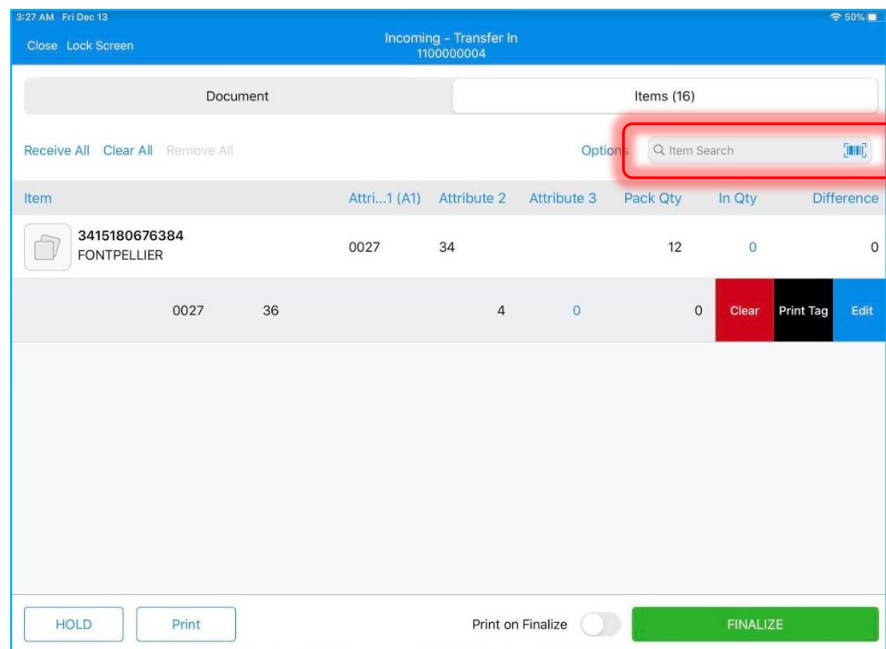 3:27 AM Fri Dec 13 50%
Close Lock Screen Incoming – Transfer In
1100000004
Document Items (16)
Receive All Clear All Remove All Options Item Search
Item Attri...1 (A1) Attribute 2 Attribute 3 Pack Qty In Qty Difference
3415180676384
FONTPELLIER 0027 34 12 0 0
0027 36 4 0 0 Clear Print Tag Edit
HOLD Print Print on Finalize FINALIZE